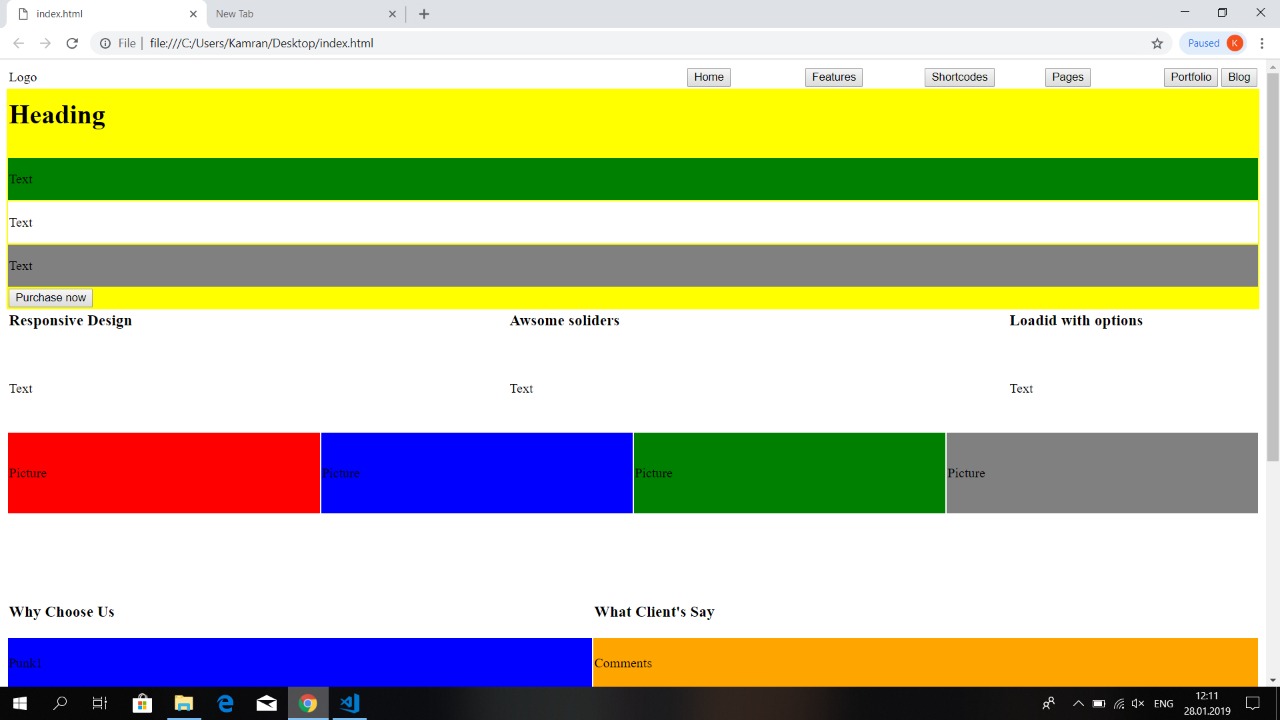 index.html
New Tab
File
file:///C:/Users/Kamran/Desktop/index.html
Paused K
Logo Home Features Shortcodes Pages Portfolio Blog
Heading
Text
Text
Text
Purchase now
Responsive Design Awsome soliders Loadid with options
Text Text Text
Picture Picture Picture Picture
Why Choose Us What Client's Say
Punk1 Comments
ENG
12:11
28.01.2019